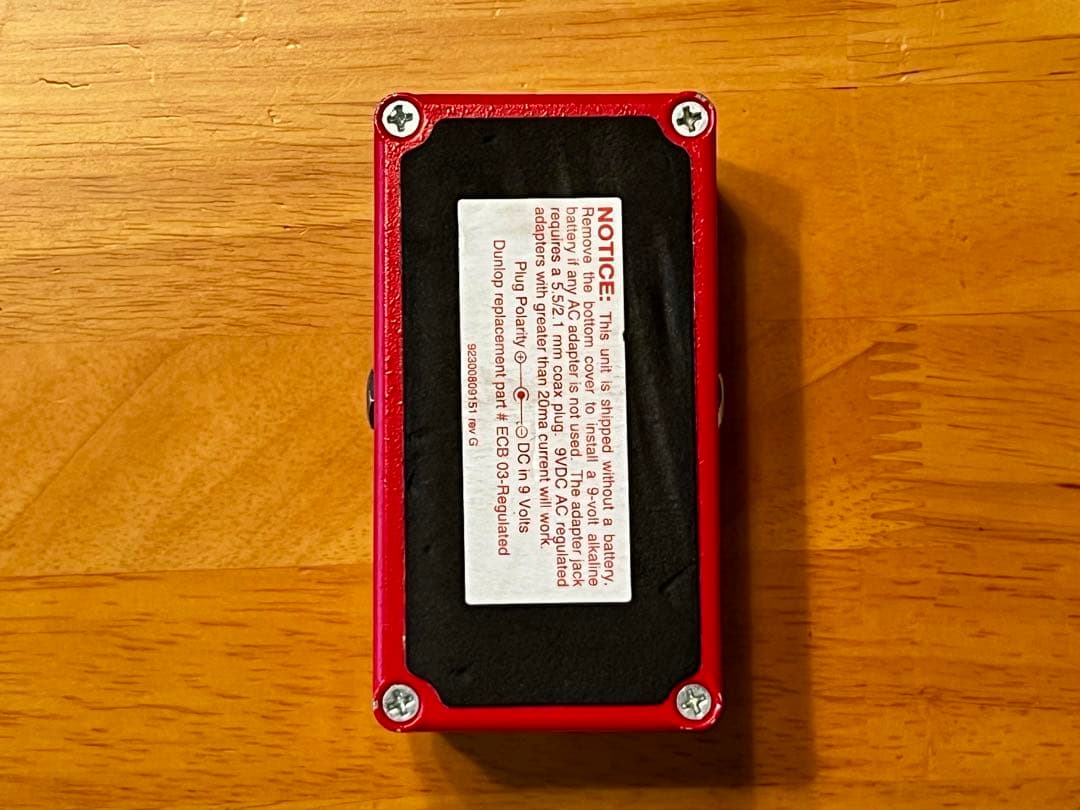 NOTICE: This unit is shipped without a battery.
Remove the bottom cover to install a 9-volt alkaline
battery if any AC adapter is not used. The adapter jack
requires a 5.5/2.1 mm coax plug. 9VDC AC regulated
adapters with greater than 20ma current will work.
Plug Polarity ⊕ ⊖ DC in 9 Volts
Dunlop replacement part # ECB 03-Regulated
92300809151 rev G